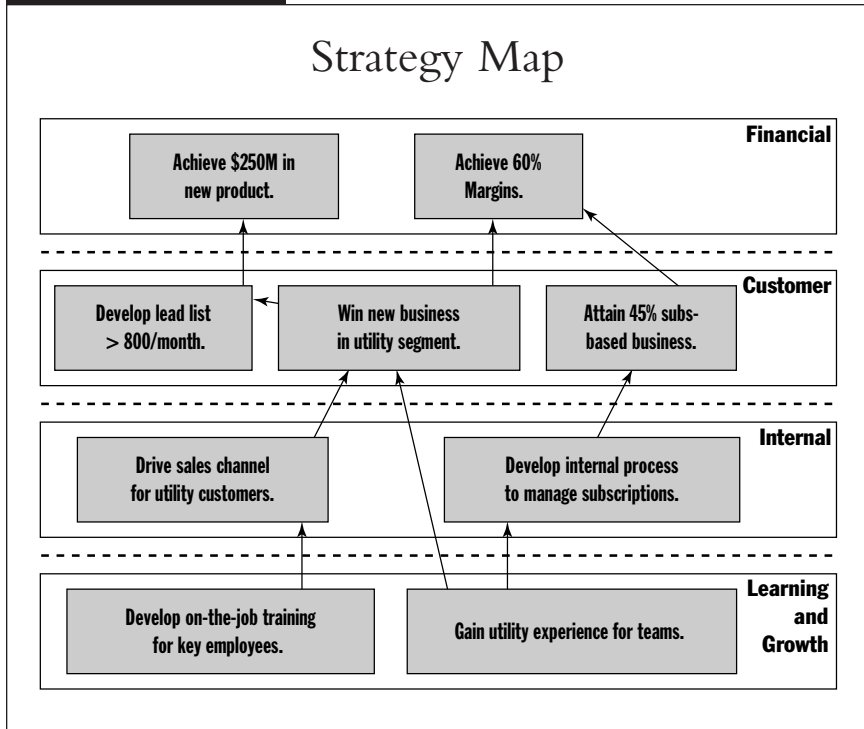 Strategy Map
Financial
Achieve $250M in
new product.
Achieve 60%
Margins.
Customer
Develop lead list
> 800/month.
Win new business
in utility segment.
Attain 45% subs-
based business.
Internal
Drive sales channel
for utility customers.
Develop internal process
to manage subscriptions.
Learning
and
Growth
Develop on-the-job training
for key employees.
Gain utility experience for teams.